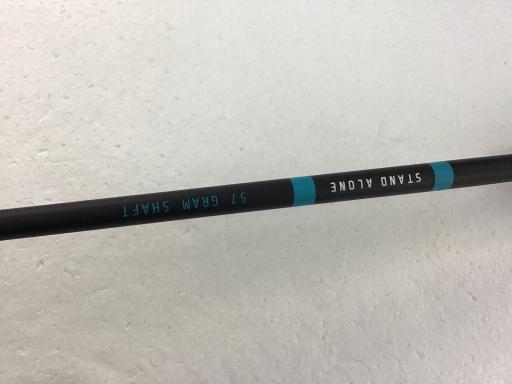 STAND ALONE
57 GRAM SHAFT